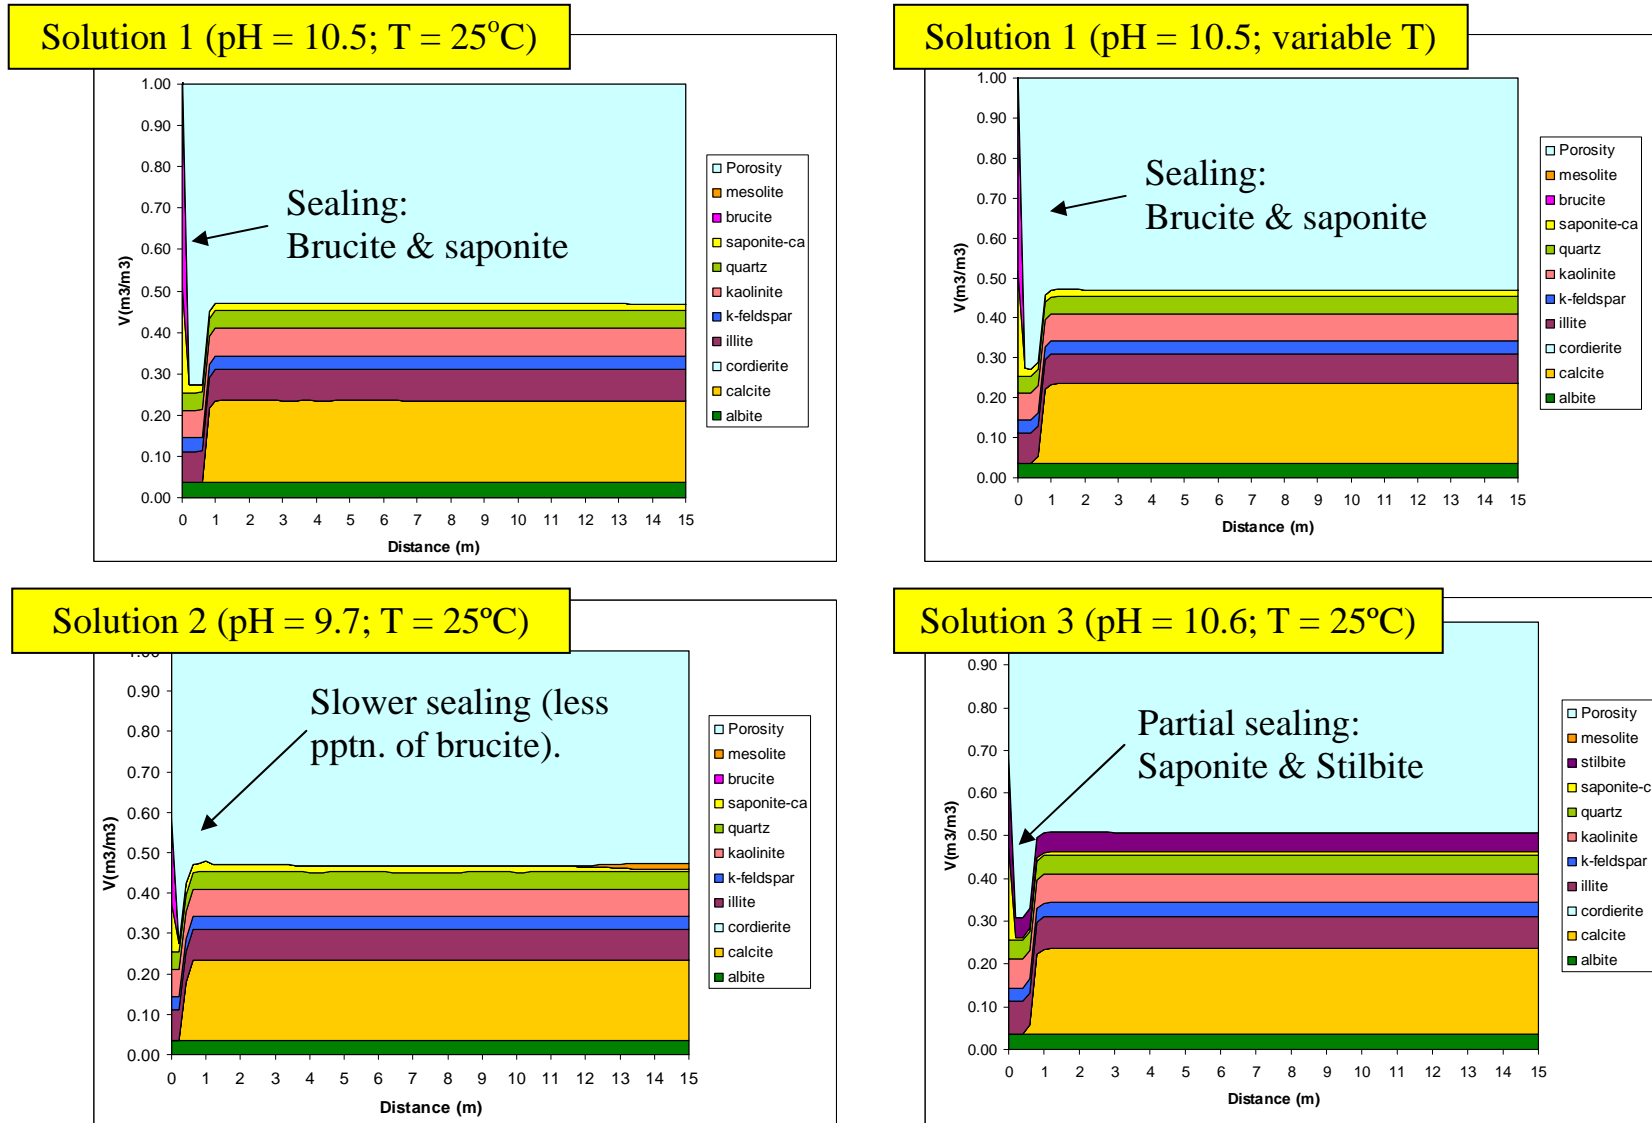 Solution 1 (pH = 10.5; T = 25°C)
1.00
0.90
0.80
0.70
0.60
0.50
0.40
0.30
0.20
0.10
0.00
V(m3/m3)
Sealing:
Brucite & saponite
0 1 2 3 4 5 6 7 8 9 10 11 12 13 14 15
Distance (m)
Porosity
mesolite
brucite
saponite-ca
quartz
kaolinite
k-feldspar
illite
cordierite
calcite
albite
Solution 1 (pH = 10.5; variable T)
1.00
0.90
0.80
0.70
0.60
0.50
0.40
0.30
0.20
0.10
0.00
V(m3/m3)
Sealing:
Brucite & saponite
0 1 2 3 4 5 6 7 8 9 10 11 12 13 14 15
Distance (m)
Porosity
mesolite
brucite
saponite-ca
quartz
kaolinite
k-feldspar
illite
cordierite
calcite
albite
Solution 2 (pH = 9.7; T = 25ºC)
1.00
0.90
0.80
0.70
0.60
0.50
0.40
0.30
0.20
0.10
0.00
V(m3/m3)
Slower sealing (less
pptn. of brucite).
0 1 2 3 4 5 6 7 8 9 10 11 12 13 14 15
Distance (m)
Porosity
mesolite
brucite
saponite-ca
quartz
kaolinite
k-feldspar
illite
cordierite
calcite
albite
Solution 3 (pH = 10.6; T = 25ºC)
0.90
0.80
0.70
0.60
0.50
0.40
0.30
0.20
0.10
0.00
V(m3/m3)
Partial sealing:
Saponite & Stilbite
0 1 2 3 4 5 6 7 8 9 10 11 12 13 14 15
Distance (m)
Porosity
mesolite
stilbite
saponite-c
quartz
kaolinite
k-feldspar
illite
cordierite
calcite
albite